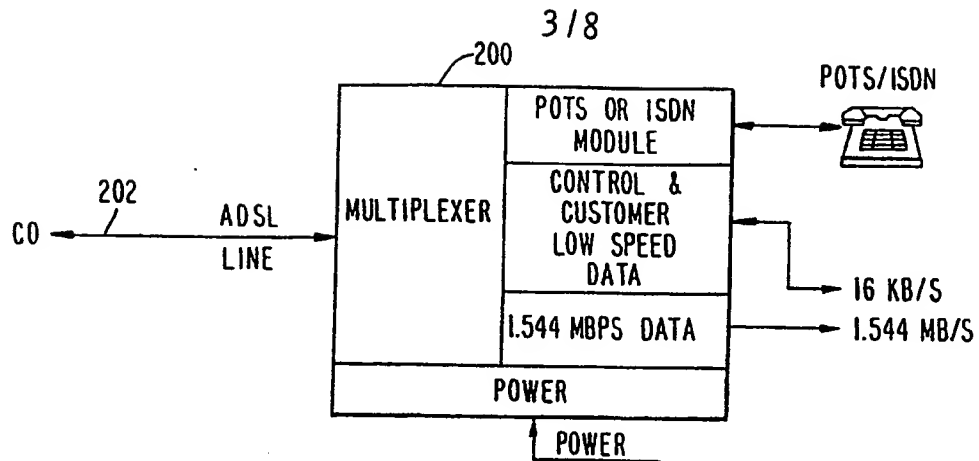 3/8
200
POTS/ISDN
POTS OR ISDN
MODULE
202
CO
ADSL
LINE
MULTIPLEXER
CONTROL &
CUSTOMER
LOW SPEED
DATA
16 KB/S
1.544 MBPS DATA
1.544 MB/S
POWER
POWER